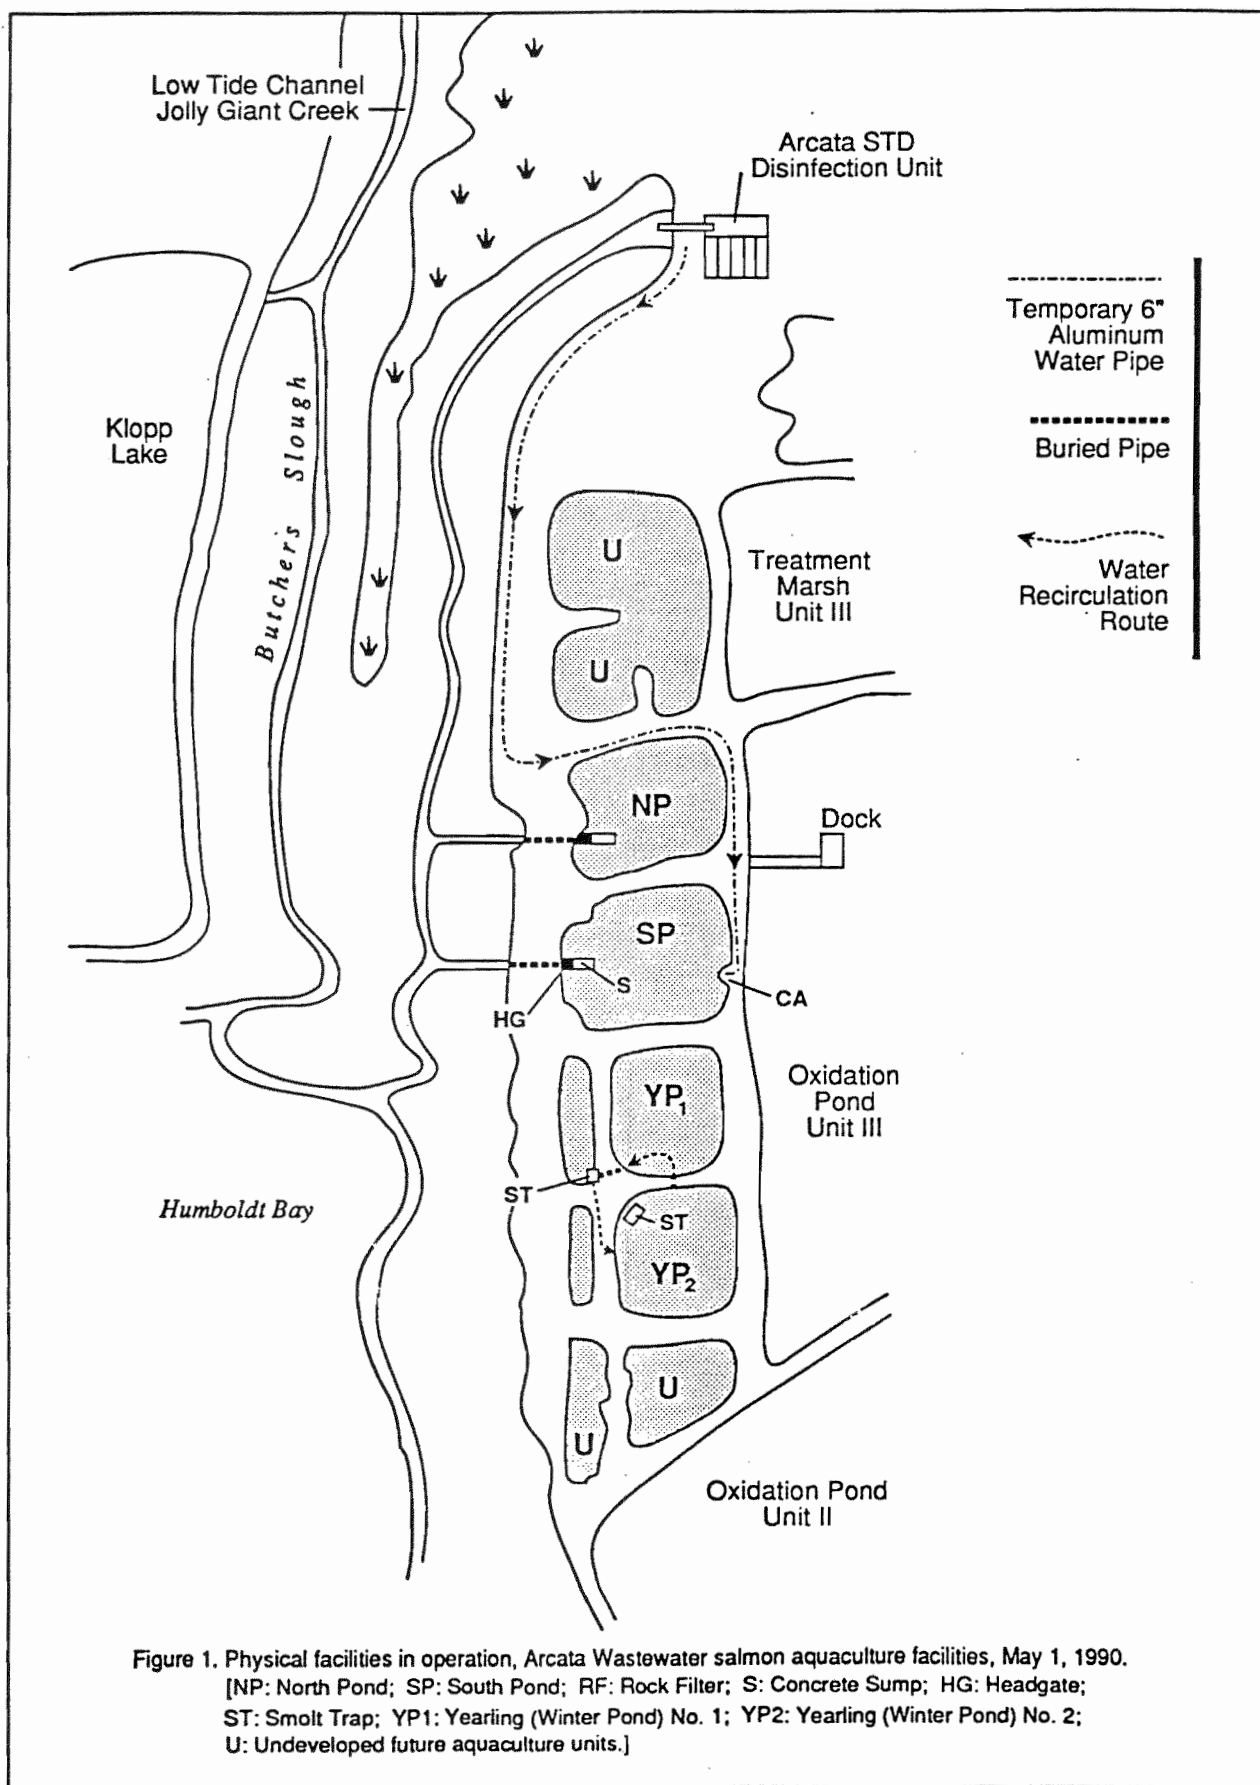 Low Tide Channel
Jolly Giant Creek
Arcata STD
Disinfection Unit
Temporary 6"
Aluminum
Water Pipe
Buried Pipe
Water
Recirculation
Route
Klopp
Lake
Butcher's Slough
U
U
Treatment
Marsh
Unit III
NP
Dock
SP
S
CA
HG
YP1
Oxidation
Pond
Unit III
ST
ST
YP2
Humboldt Bay
U
U
Oxidation Pond
Unit II
Figure 1. Physical facilities in operation, Arcata Wastewater salmon aquaculture facilities, May 1, 1990.
[NP: North Pond; SP: South Pond; RF: Rock Filter; S: Concrete Sump; HG: Headgate;
ST: Smolt Trap; YP1: Yearling (Winter Pond) No. 1; YP2: Yearling (Winter Pond) No. 2;
U: Undeveloped future aquaculture units.]